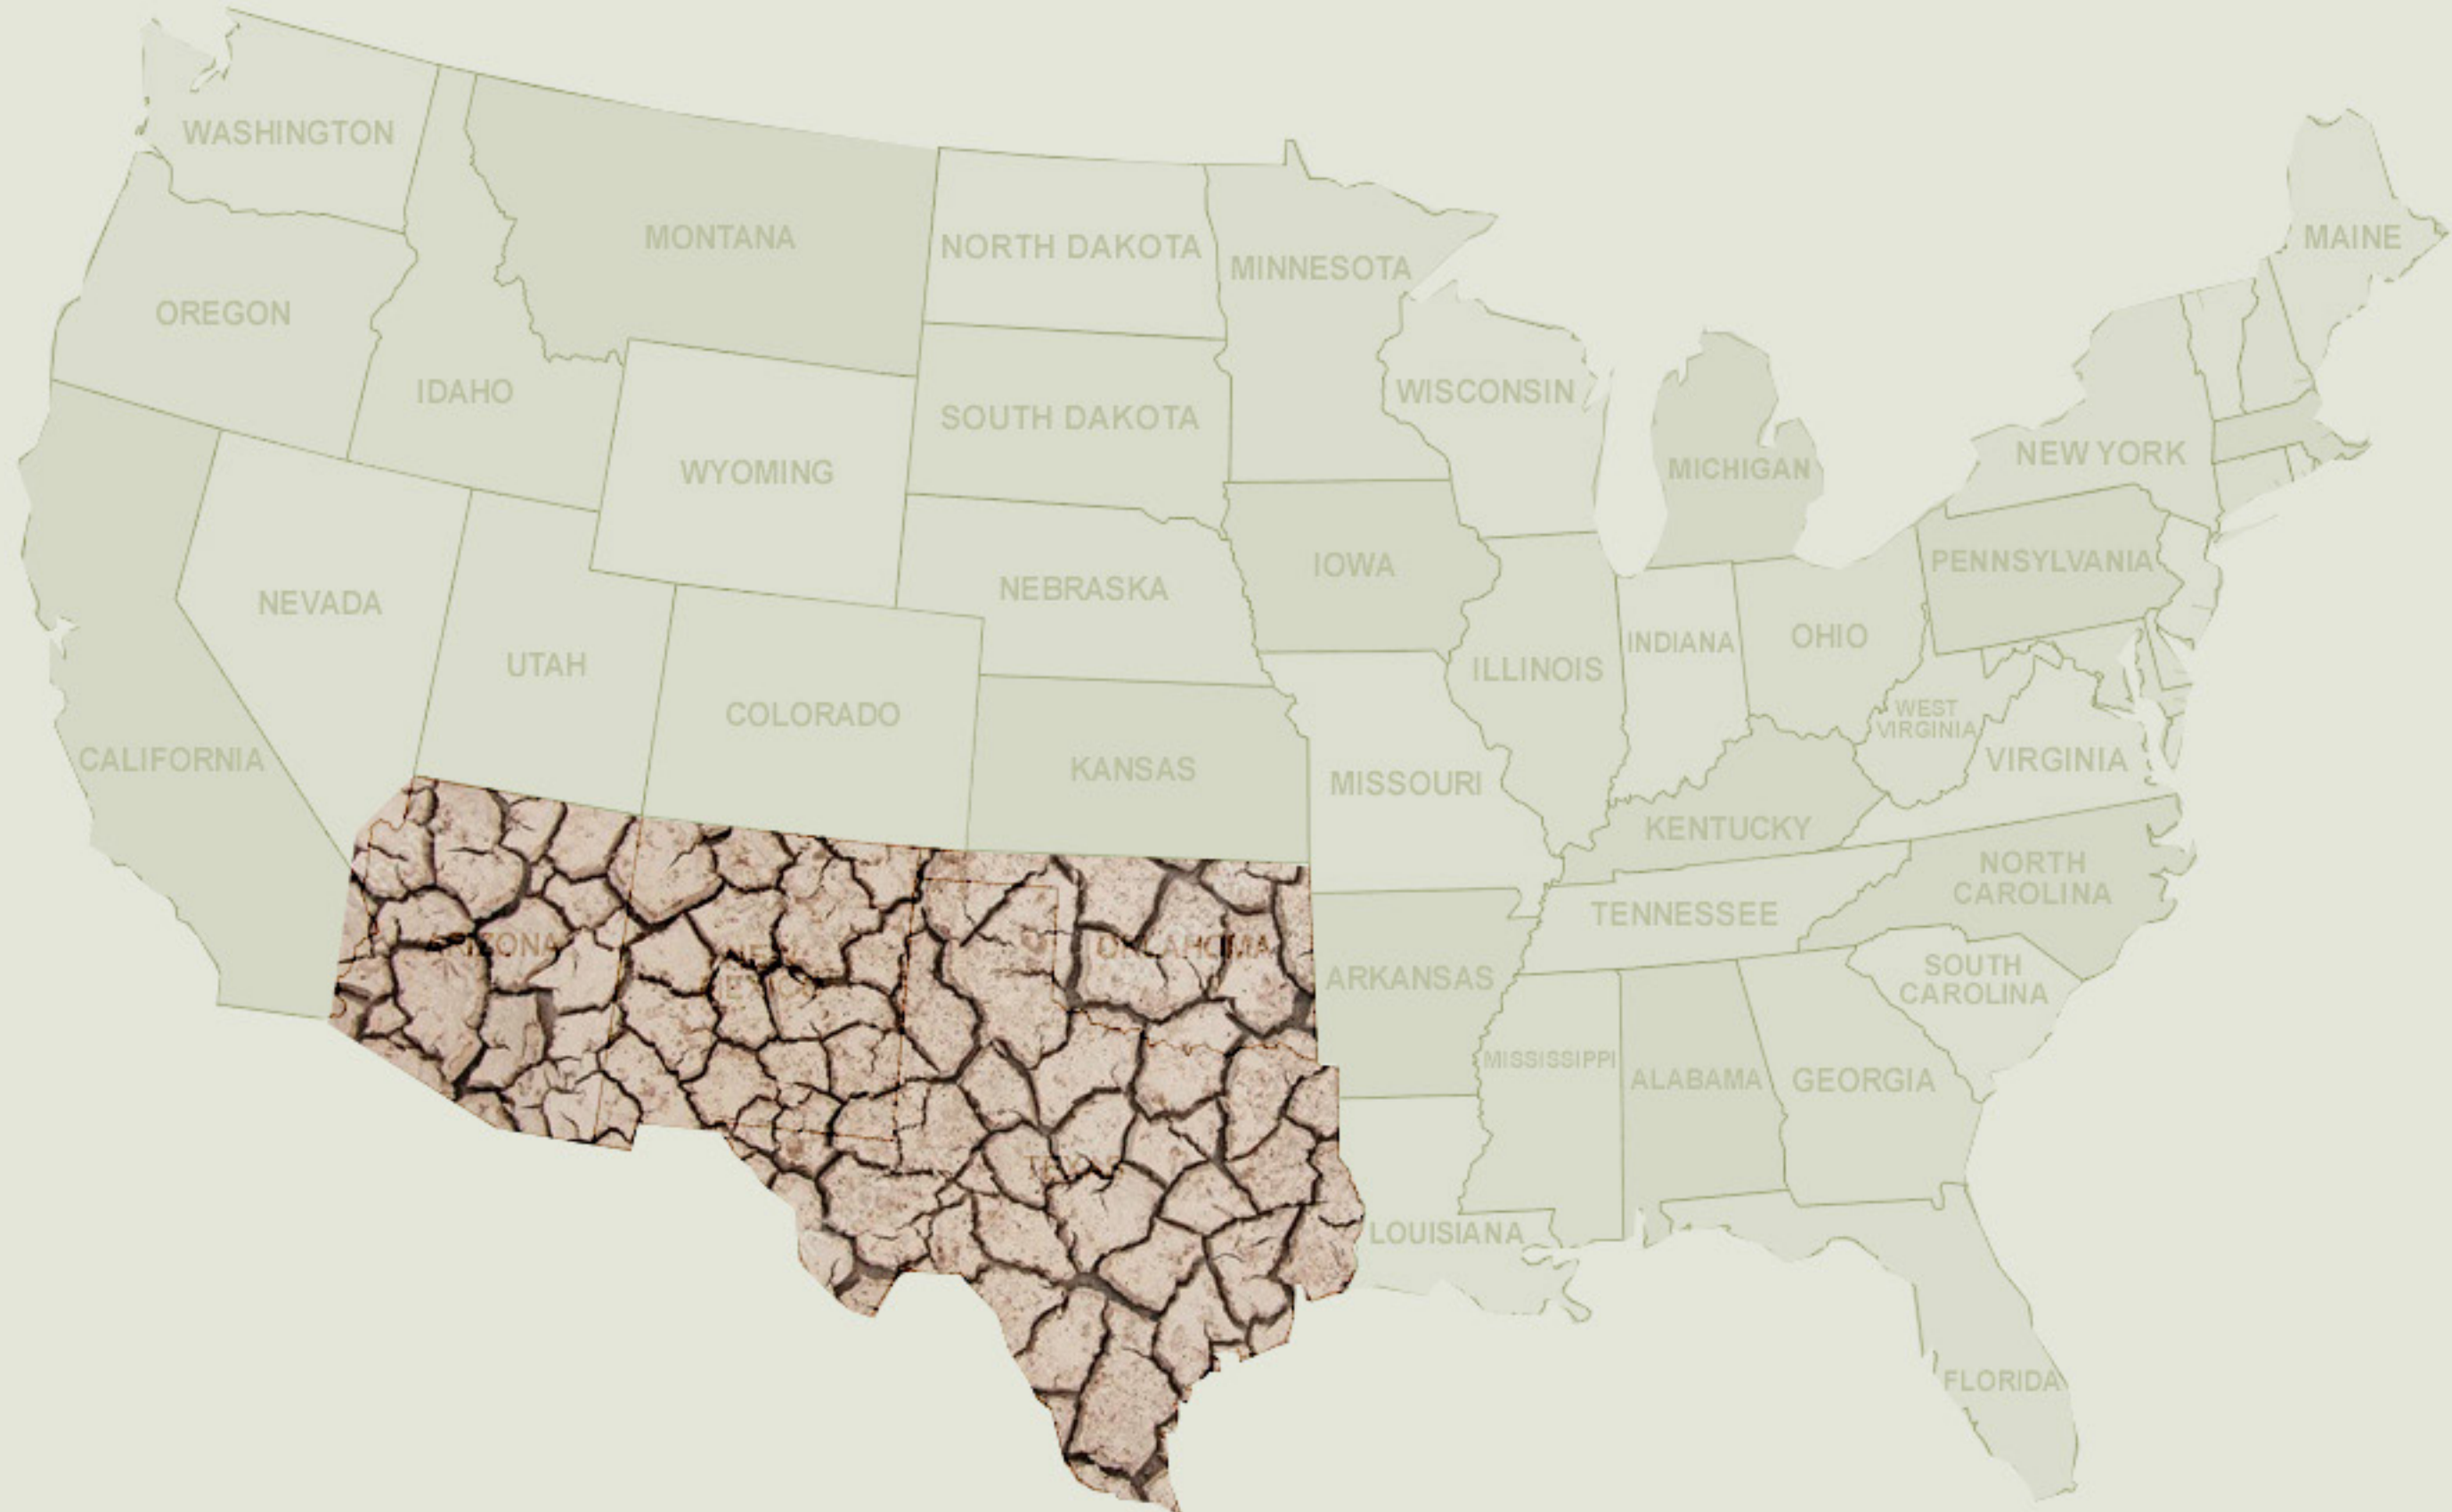 WASHINGTON
MONTANA
NORTH DAKOTA
MINNESOTA
MAINE
OREGON
IDAHO
WISCONSIN
SOUTH DAKOTA
WYOMING
MICHIGAN
NEW YORK
NEBRASKA
IOWA
PENNSYLVANIA
NEVADA
UTAH
ILLINOIS
INDIANA
OHIO
COLORADO
WEST
VIRGINIA
VIRGINIA
CALIFORNIA
KANSAS
MISSOURI
KENTUCKY
NORTH
CAROLINA
TENNESSEE
ARIZONA
OKLAHOMA
ARKANSAS
SOUTH
CAROLINA
MISSISSIPPI
ALABAMA
GEORGIA
LOUISIANA
FLORIDA